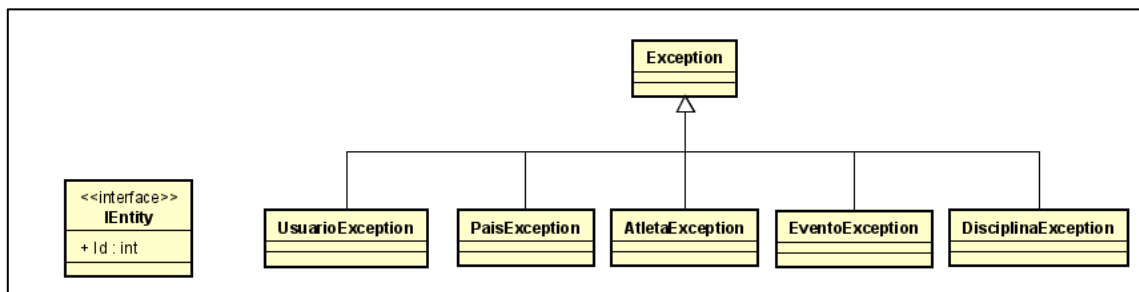 Exception
<<interface>>
IEntity
+ Id : int
UsuarioException
PaisException
AtletaException
EventoException
DisciplinaException